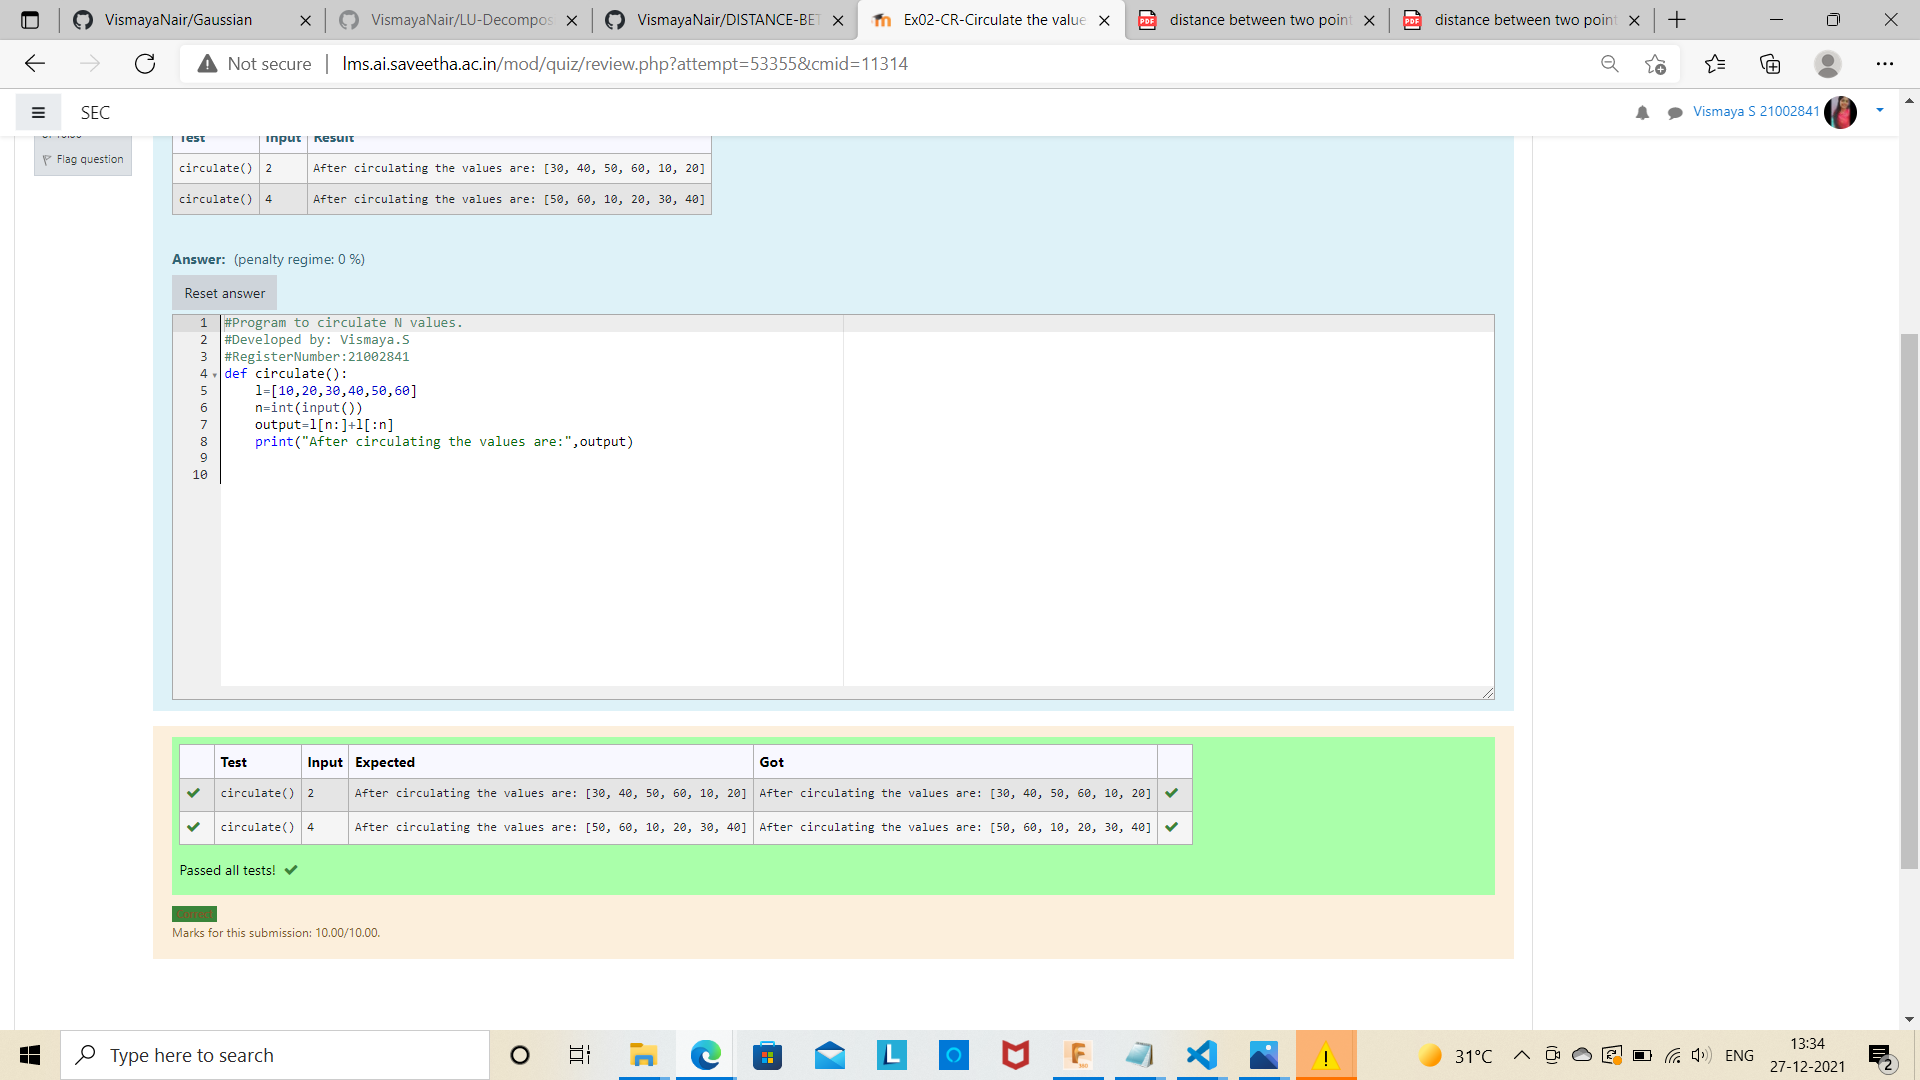 VismayaNair/Gaussian
VismayaNair/LU-Decompos
VismayaNair/DISTANCE-BET
Ex02-CR-Circulate the value
distance between two point
distance between two point
Not secure
lms.ai.saveetha.ac.in/mod/quiz/review.php?attempt=53355&cmid=11314
SEC
Vismaya S 21002841
Flag question
Test Input Result
circulate() 2 After circulating the values are: [30, 40, 50, 60, 10, 20]
circulate() 4 After circulating the values are: [50, 60, 10, 20, 30, 40]
Answer: (penalty regime: 0 %)
Reset answer
1 #Program to circulate N values.
2 #Developed by: Vismaya.S
3 #RegisterNumber:21002841
4 def circulate():
5 l=[10,20,30,40,50,60]
6 n=int(input())
7 output=l[n:]+l[:n]
8 print("After circulating the values are:",output)
9
10
Test Input Expected Got
circulate() 2 After circulating the values are: [30, 40, 50, 60, 10, 20] After circulating the values are: [30, 40, 50, 60, 10, 20]
circulate() 4 After circulating the values are: [50, 60, 10, 20, 30, 40] After circulating the values are: [50, 60, 10, 20, 30, 40]
Passed all tests!
Correct
Marks for this submission: 10.00/10.00.
Type here to search
31°C
ENG
13:34
27-12-2021
2